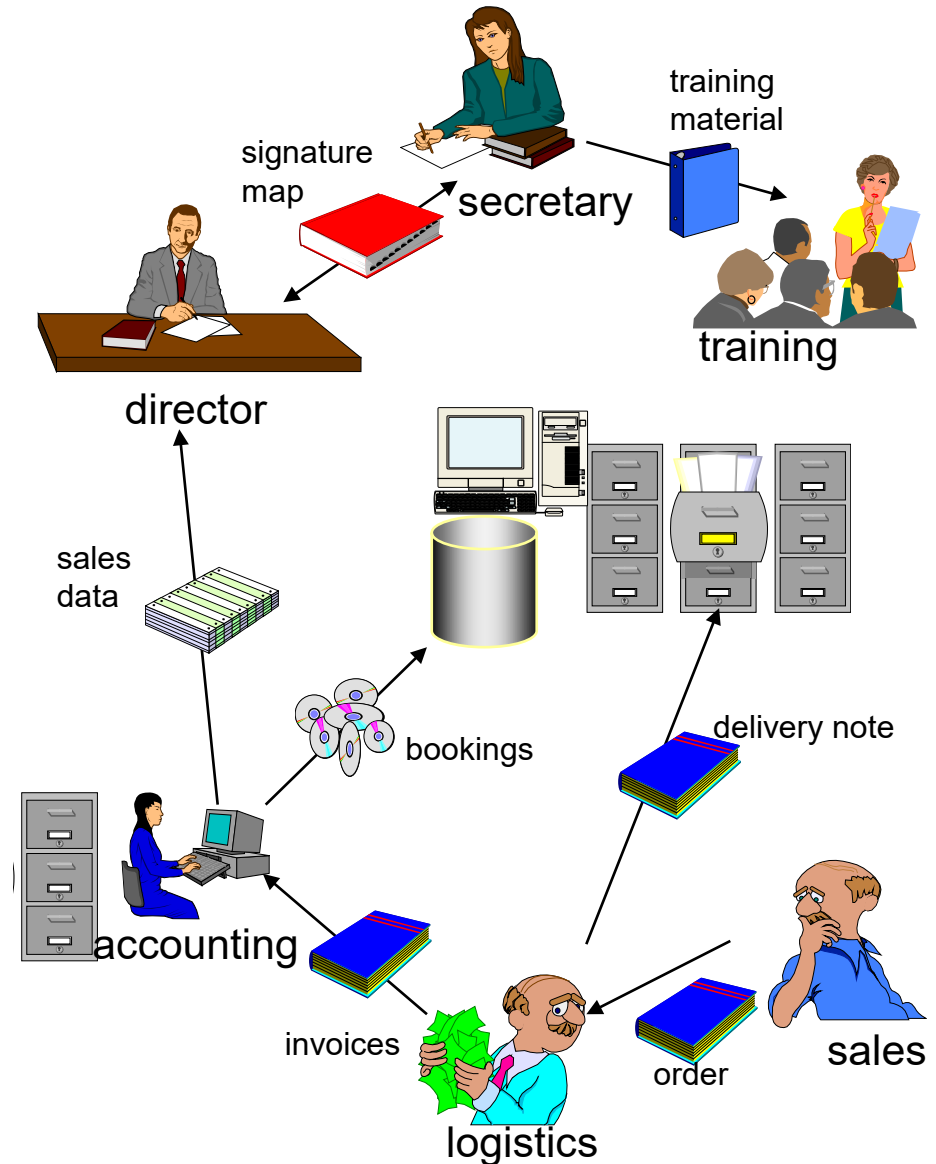 training
material
signature
map
secretary
training
director
sales
data
delivery note
bookings
accounting
invoices
sales
order
logistics